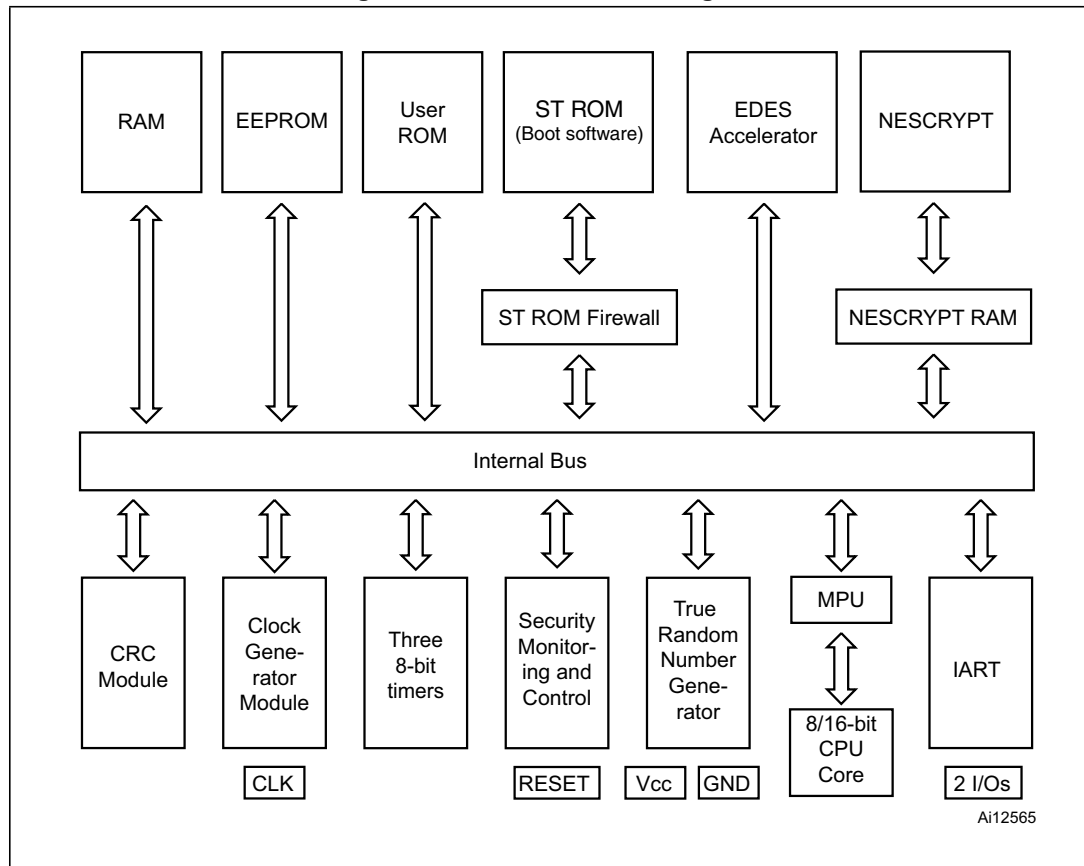 RAM
EEPROM
User
ROM
ST ROM
(Boot software)
EDES
Accelerator
NESCRYPT
ST ROM Firewall
NESCRYPT RAM
Internal Bus
CRC
Module
Clock
Gene-
rator
Module
Three
8-bit
timers
Security
Monitor-
ing and
Control
True
Random
Number
Gene-
rator
MPU
8/16-bit
CPU
Core
IART
CLK
RESET
Vcc
GND
2 I/Os
Ai12565